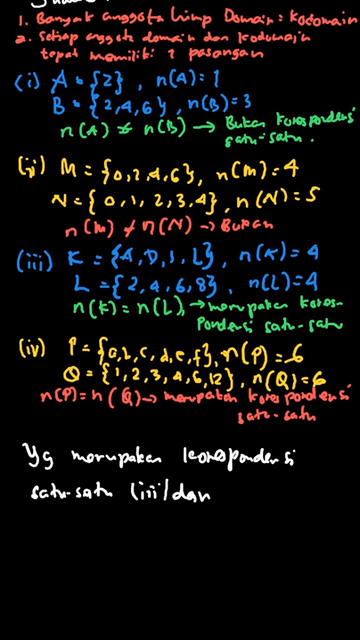 1. Banyak anggota Himp Domain = Kodomain
2. Setiap anggota domain dan kodomain
tepat memiliki 1 pasangan
(i) A = {2}, n(A) = 1
B = {2,4,6}, n(B) = 3
n(A) ≠ n(B) → Bukan korespondensi
satu-satu.
(ii) M = {0,2,4,6}, n(M) = 4
N = {0, 1, 2, 3, 4}, n(N) = 5
n(M) ≠ n(N) → Bukan
(iii) K = {A, D, I, L}, n(K) = 4
L = {2, 4, 6, 8}, n(L) = 4
n(K) = n(L), → merupakan kores-
pondensi satu-satu
(iv) P = {a, b, c, d, e, f}, n(P) = 6
Q = {1, 2, 3, 4, 6, 12}, n(Q) = 6
n(P) = n(Q) → merupakan korespondensi
satu-satu
Yg merupakan korespondensi
satu-satu (iii) dan